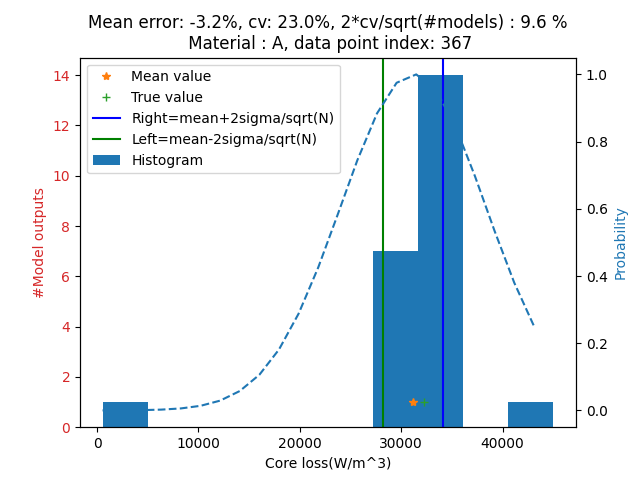 Mean error: -3.2%, cv: 23.0%, 2*cv/sqrt(#models) : 9.6 %
Material : A, data point index: 367
Mean value
True value
Right=mean+2sigma/sqrt(N)
Left=mean-2sigma/sqrt(N)
Histogram
#Model outputs
14
12
10
8
6
4
2
0
1.0
0.8
0.6
0.4
0.2
0.0
Probability
0 10000 20000 30000 40000
Core loss(W/m^3)